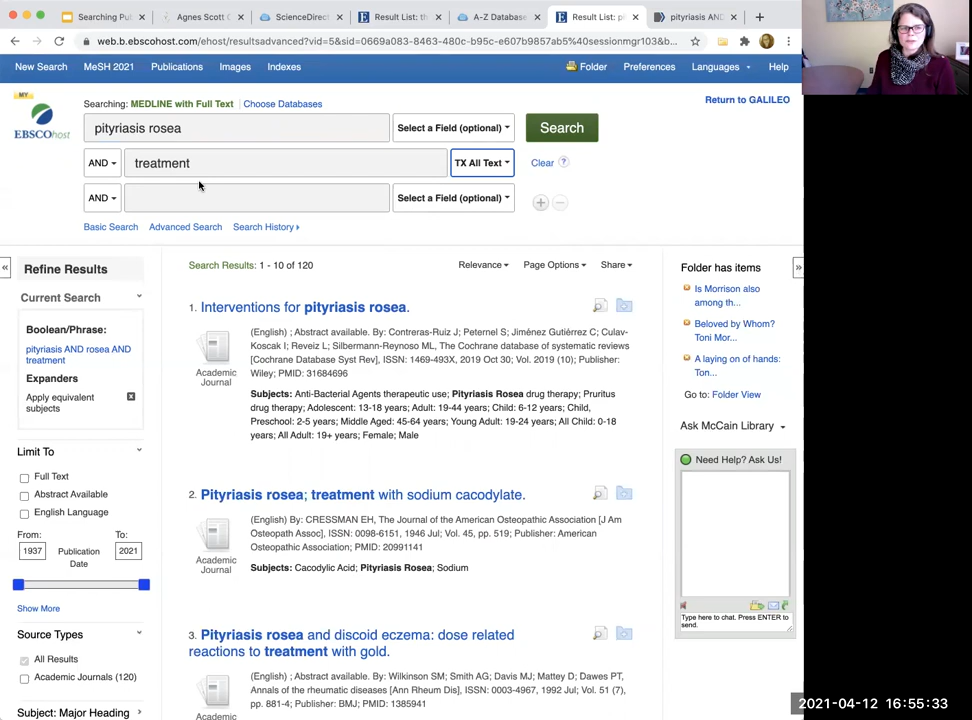 Searching Pul
Agnes Scott C
ScienceDirect
Result List: th
A-Z Database
Result List: pi
pityriasis AND
web.b.ebscohost.com/ehost/resultsadvanced?vid=5&sid=0669a083-8463-480c-b95c-e607b9857ab5%40sessionmgr103&b...
New Search
MeSH 2021
Publications
Images
Indexes
Folder
Preferences
Languages
Help
MY
EBSCOhost
Searching: MEDLINE with Full Text
Choose Databases
Return to GALILEO
pityriasis rosea
Select a Field (optional)
Search
AND
treatment
TX All Text
Clear
?
AND
Select a Field (optional)
Basic Search
Advanced Search
Search History
Refine Results
Current Search
Boolean/Phrase:
pityriasis AND rosea AND
treatment
Expanders
Apply equivalent
subjects
Limit To
Full Text
Abstract Available
English Language
From:
To:
1937
Publication
Date
2021
Show More
Source Types
All Results
Academic Journals (120)
Subject: Major Heading
Search Results: 1 - 10 of 120
Relevance
Page Options
Share
1. Interventions for pityriasis rosea.
Academic
Journal
(English) ; Abstract available. By: Contreras-Ruiz J; Peternel S; Jiménez Gutiérrez C; Culav-
Koscak I; Reveiz L; Silbermann-Reynoso ML, The Cochrane database of systematic reviews
[Cochrane Database Syst Rev], ISSN: 1469-493X, 2019 Oct 30; Vol. 2019 (10); Publisher:
Wiley; PMID: 31684696
Subjects: Anti-Bacterial Agents therapeutic use; Pityriasis Rosea drug therapy; Pruritus
drug therapy; Adolescent: 13-18 years; Adult: 19-44 years; Child: 6-12 years; Child,
Preschool: 2-5 years; Middle Aged: 45-64 years; Young Adult: 19-24 years; All Child: 0-18
years; All Adult: 19+ years; Female; Male
2. Pityriasis rosea; treatment with sodium cacodylate.
Academic
Journal
(English) By: CRESSMAN EH, The Journal of the American Osteopathic Association [J Am
Osteopath Assoc], ISSN: 0098-6151, 1946 Jul; Vol. 45, pp. 519; Publisher: American
Osteopathic Association; PMID: 20991141
Subjects: Cacodylic Acid; Pityriasis Rosea; Sodium
3. Pityriasis rosea and discoid eczema: dose related
reactions to treatment with gold.
Academic
(English) ; Abstract available. By: Wilkinson SM; Smith AG; Davis MJ; Mattey D; Dawes PT,
Annals of the rheumatic diseases [Ann Rheum Dis], ISSN: 0003-4967, 1992 Jul; Vol. 51 (7),
pp. 881-4; Publisher: BMJ; PMID: 1385941
Folder has items
Is Morrison also
among th...
Beloved by Whom?
Toni Mor...
A laying on of hands:
Ton...
Go to: Folder View
Ask McCain Library
Need Help? Ask Us!
Type here to chat. Press ENTER to
send.
2021-04-12 16:55:33